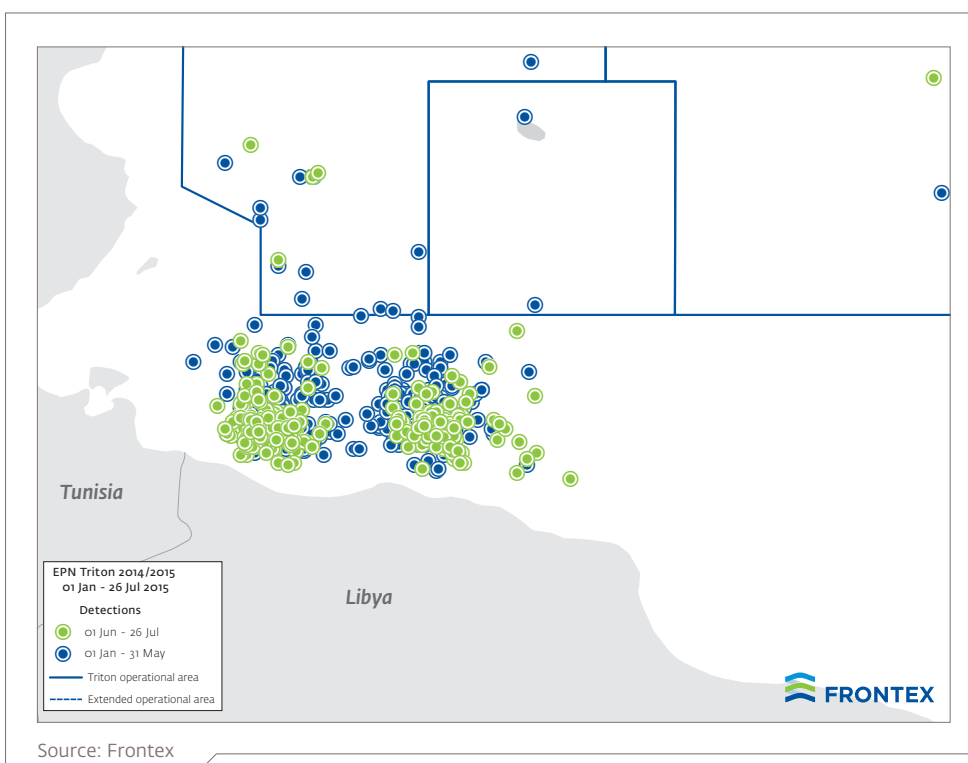 Tunisia
Libya
EPN Triton 2014/2015
01 Jan - 26 Jul 2015
Detections
01 Jun - 26 Jul
01 Jan - 31 May
Triton operational area
Extended operational area
FRONTEX
Source: Frontex